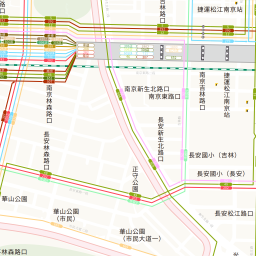 捷運松江南京站
路口
南京新生北路口
南京東路口
南京林森路口
南京吉林路口
捷運松江南京站
長安新生北路口
長安林森路口
長安國小（吉林）
正守公園
長安國小（長安）
華山公園
華山公園
（市民）
長安松江路口
華山公園
（市民大道一）
林森路口